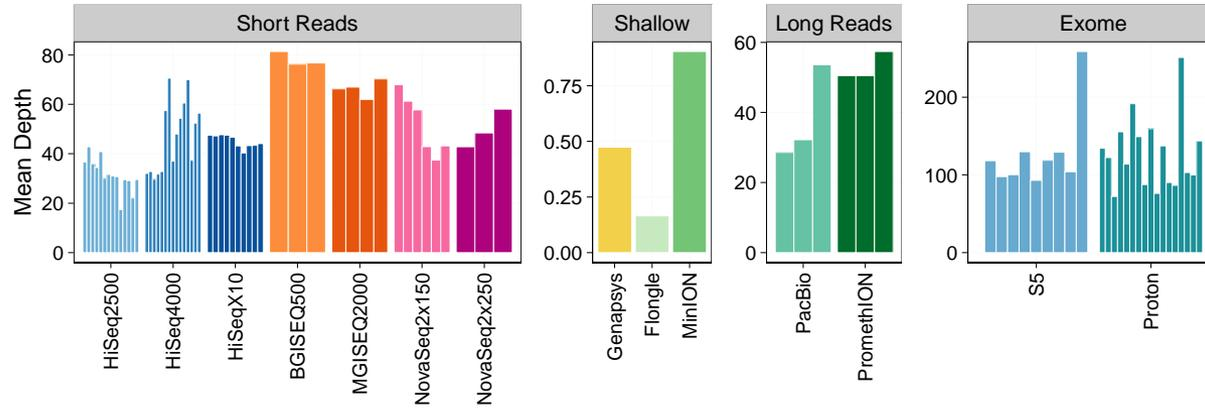 Short Reads
Shallow
Long Reads
Exome
Mean Depth
80
60
40
20
0
0.75
0.50
0.25
0.00
60
40
20
0
200
100
0
HiSeq2500
HiSeq4000
HiSeqX10
BGISEQ500
MGISEQ2000
NovaSeq2x150
NovaSeq2x250
Genapsys
Flongle
MinION
PacBio
PromethION
S5
Proton